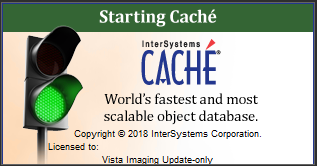 Starting Caché
InterSystems
CACHÉ®
World's fastest and most
scalable object database.
Copyright © 2018 InterSystems Corporation.
Licensed to:
Vista Imaging Update-only